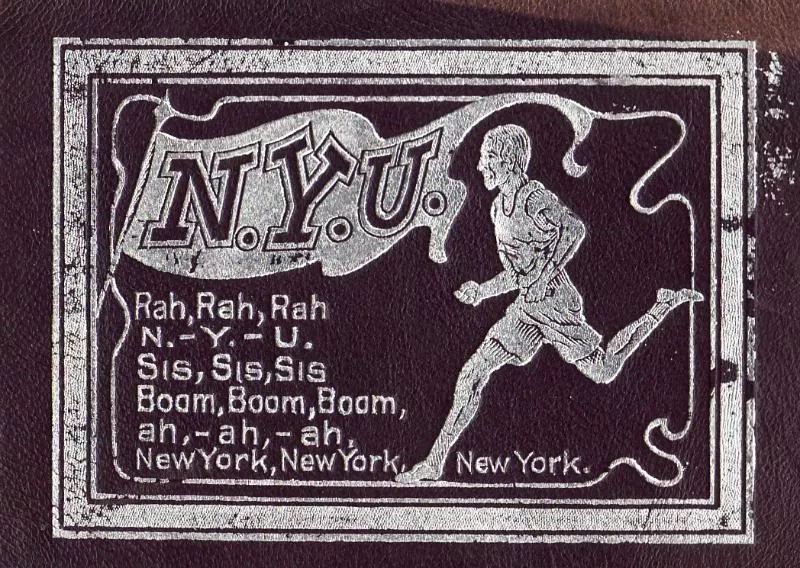 N.Y.U.
Rah, Rah, Rah
N.-Y.-U.
Sis, Sis, Sis
Boom, Boom, Boom,
ah,-ah,-ah,
New York, New York, New York.